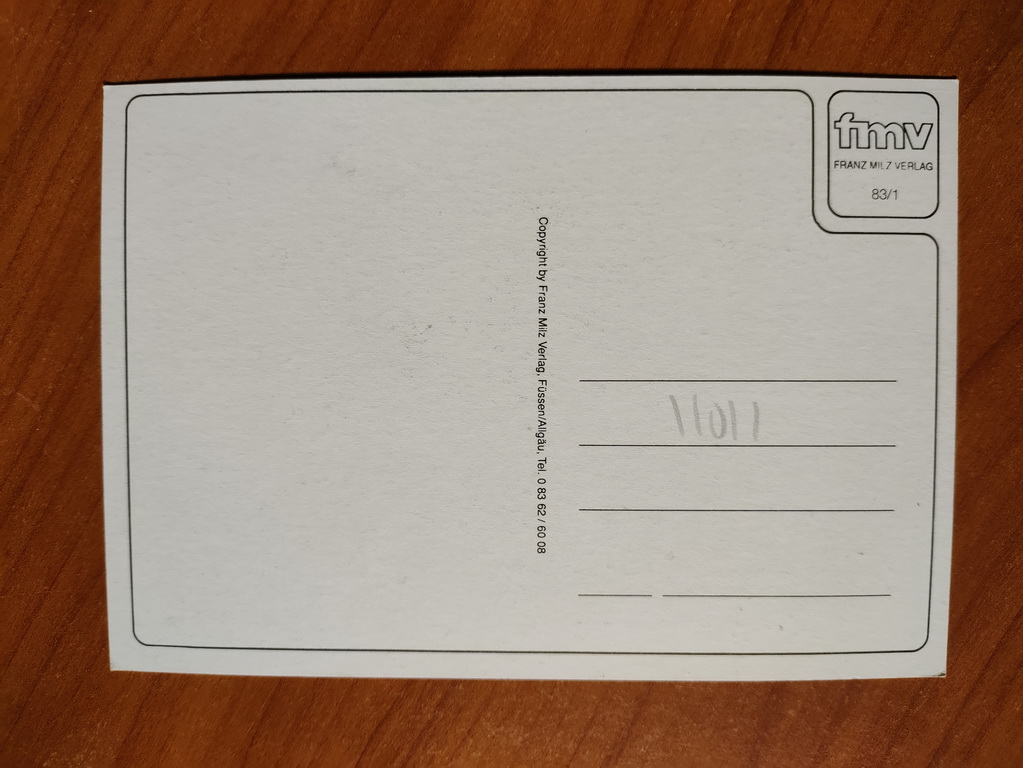 fmv
FRANZ MILZ VERLAG
83/1
Copyright by Franz Milz Verlag, Füssen/Allgäu, Tel. 0 83 62 / 60 08
11011